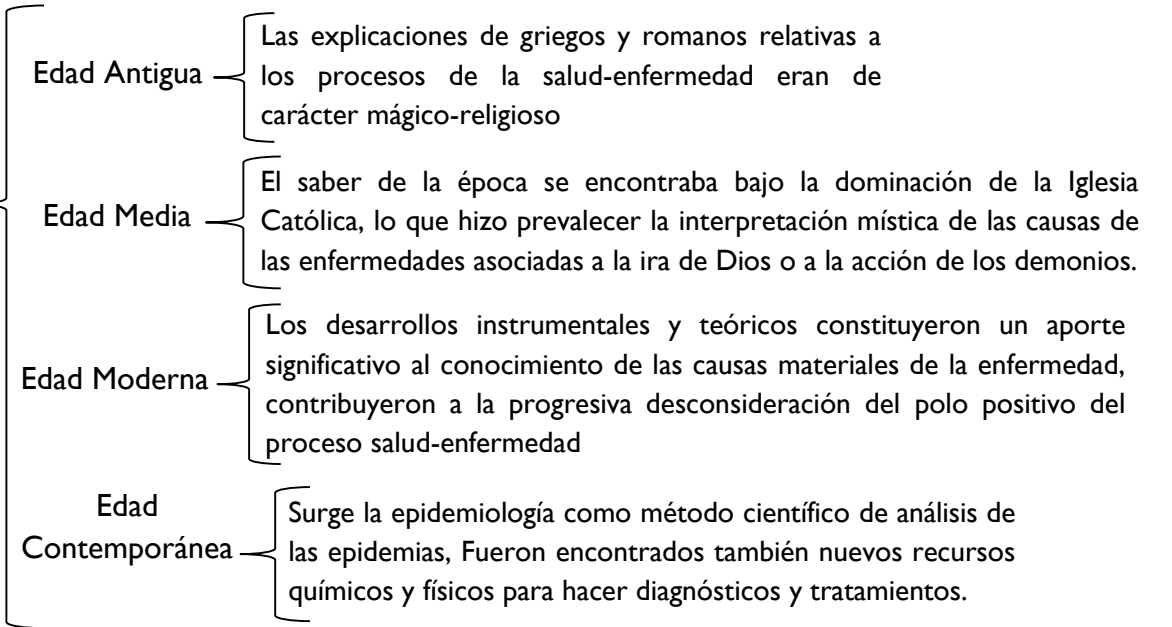 Edad Antigua
Las explicaciones de griegos y romanos relativas a
los procesos de la salud-enfermedad eran de
carácter mágico-religioso
Edad Media
El saber de la época se encontraba bajo la dominación de la Iglesia
Católica, lo que hizo prevalecer la interpretación mística de las causas de
las enfermedades asociadas a la ira de Dios o a la acción de los demonios.
Edad Moderna
Los desarrollos instrumentales y teóricos constituyeron un aporte
significativo al conocimiento de las causas materiales de la enfermedad,
contribuyeron a la progresiva desconsideración del polo positivo del
proceso salud-enfermedad
Edad
Contemporánea
Surge la epidemiología como método científico de análisis de
las epidemias, Fueron encontrados también nuevos recursos
químicos y físicos para hacer diagnósticos y tratamientos.